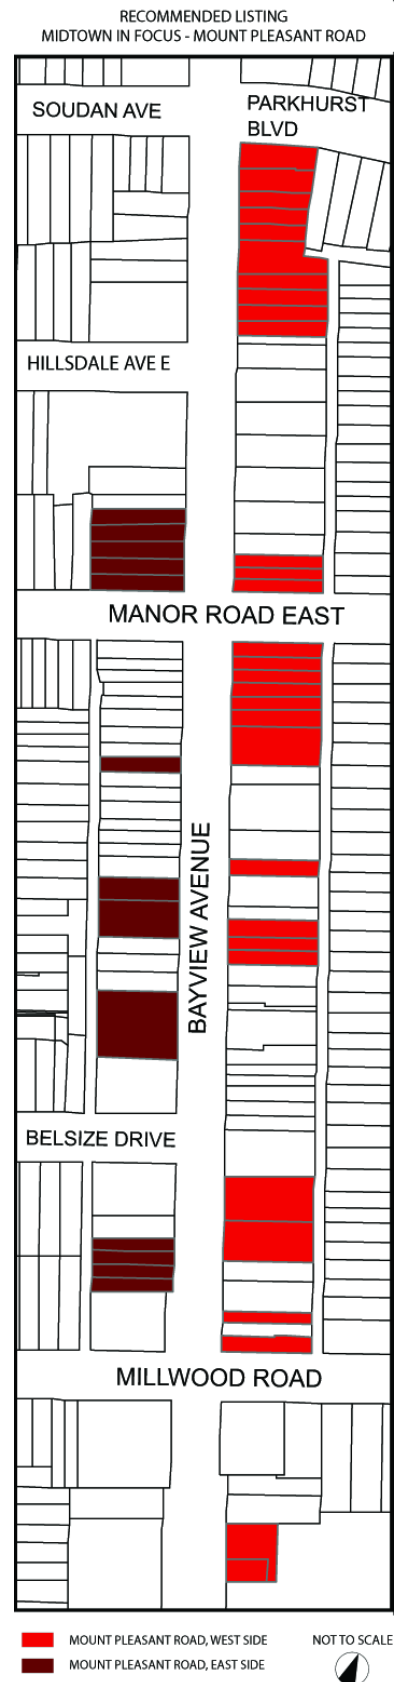 RECOMMENDED LISTING
MIDTOWN IN FOCUS - MOUNT PLEASANT ROAD
SOUDAN AVE
PARKHURST
BLVD
HILLSDALE AVE E
MANOR ROAD EAST
BAYVIEW AVENUE
BELSIZE DRIVE
MILLWOOD ROAD
MOUNT PLEASANT ROAD, WEST SIDE
NOT TO SCALE
MOUNT PLEASANT ROAD, EAST SIDE